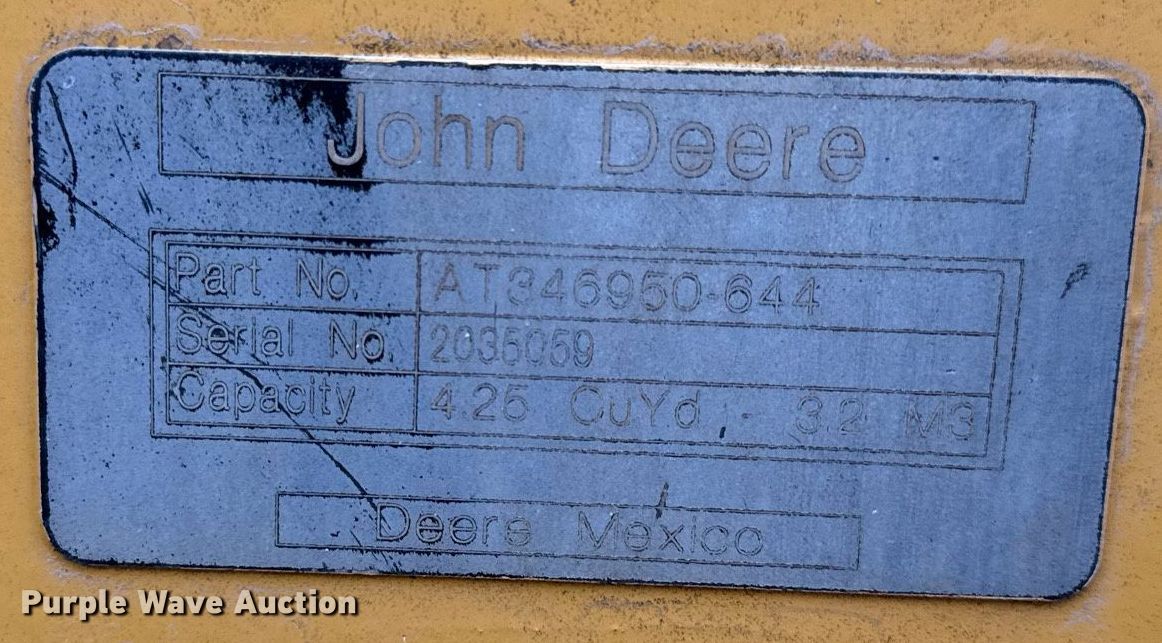 John Deere
Part No. AT346950-644
Serial No. 2035059
Capacity 4.25 CuYd - 3.2 M3
Deere Mexico
Purple Wave Auction